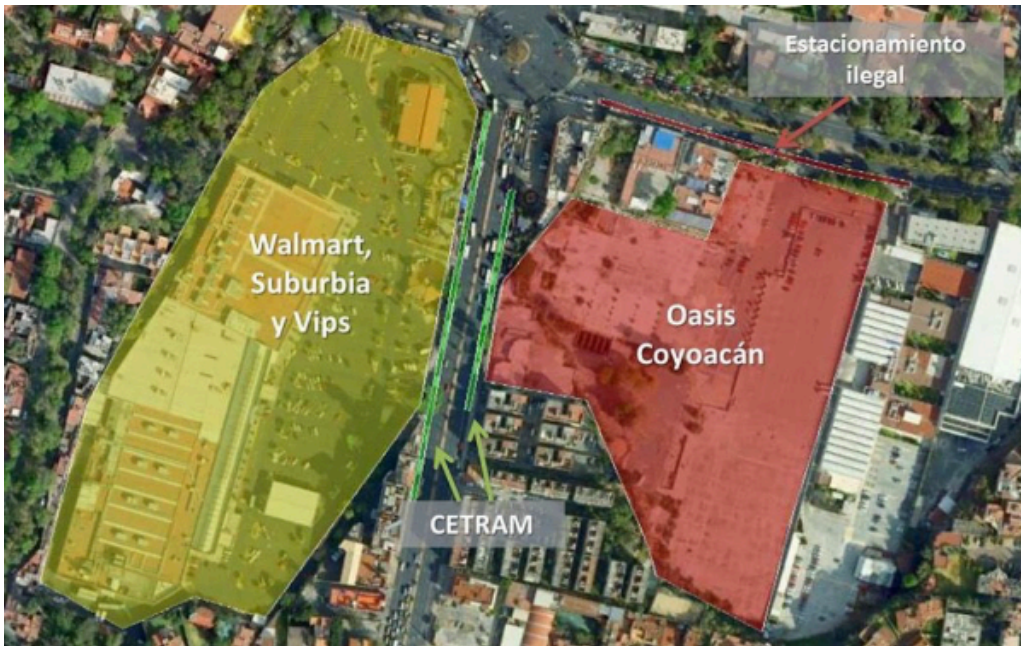 Estacionamiento
ilegal
Walmart,
Suburbia
y Vips
Oasis
Coyoacán
CETRAM